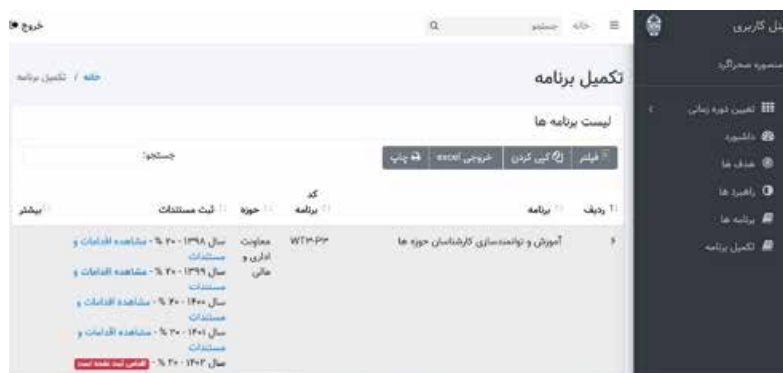 پنل کاربری
منصوره صحراگرد
تعیین دوره زمانی
داشبورد
هدف ها
راهبرد ها
برنامه ها
تکمیل برنامه
خانه
جستجو
خروج
تکمیل برنامه
خانه / تکمیل برنامه
لیست برنامه ها
فیلتر
کپی کردن
خروجی excel
چاپ
جستجو:
ردیف
برنامه
کد برنامه
حوزه
ثبت مستندات
بیشتر
۶
آموزش و توانمندسازی کارشناسان حوزه ها
معاونت
اداری و
مالی
سال ۱۳۹۸ - ۲۰ % - مشاهده اقدامات و
مستندات
سال ۱۳۹۹ - ۲۰ % - مشاهده اقدامات و
مستندات
سال ۱۴۰۰ - ۲۰ % - مشاهده اقدامات و
مستندات
سال ۱۴۰۱ - ۲۰ % - مشاهده اقدامات و
مستندات
سال ۱۴۰۲ - ۲۰ % - اقدامی ثبت نشده است